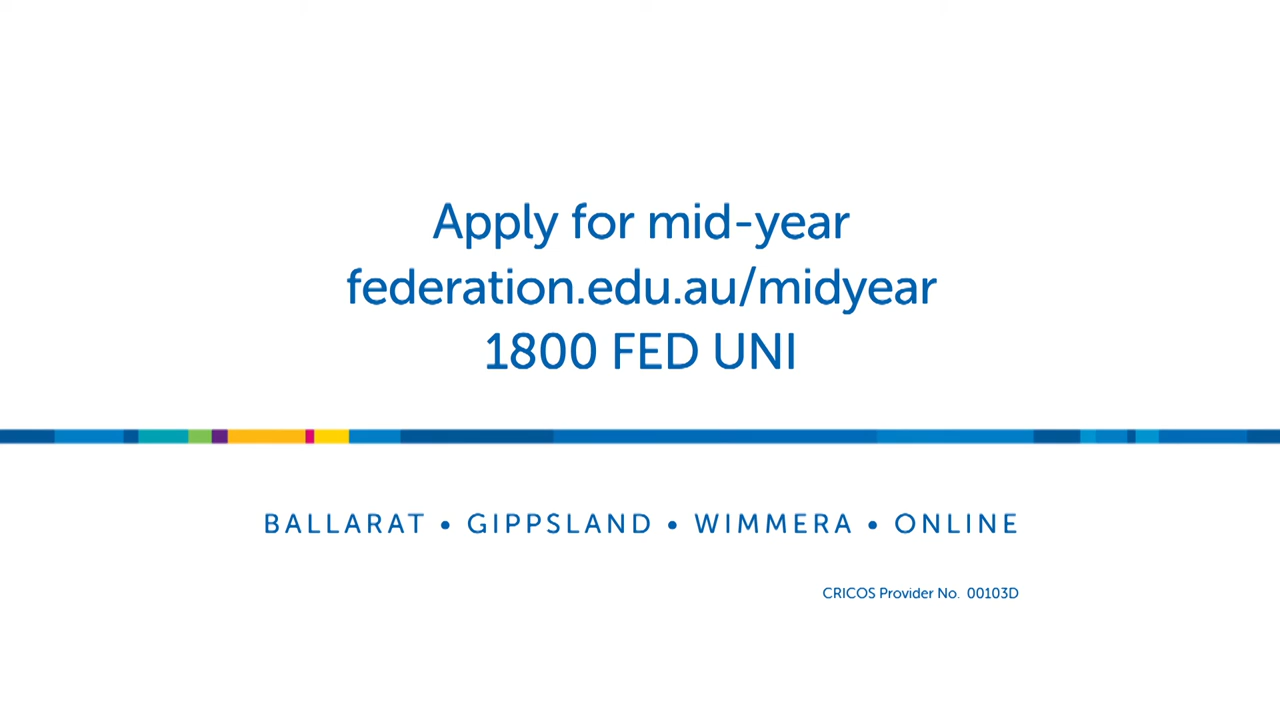 Apply for mid-year
federation.edu.au/midyear
1800 FED UNI
BALLARAT • GIPPSLAND • WIMMERA • ONLINE
CRICOS Provider No. 00103D